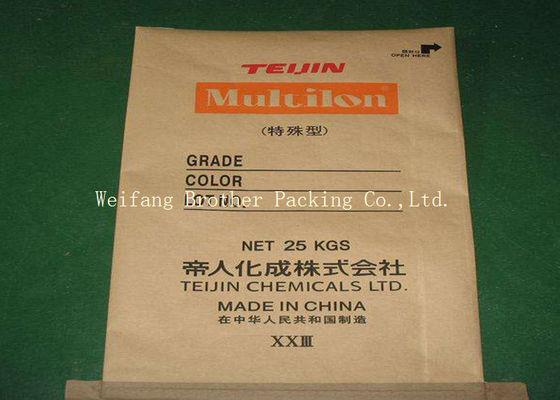 OPEN HERE
TEIJIN
Multilon
(特殊型)
GRADE
COLOR
LOT No.
Weifang Brother Packing Co.,Ltd.
NET 25 KGS
帝人化成株式会社
TEIJIN CHEMICALS LTD.
MADE IN CHINA
在中华人民共和国制造
XXIII